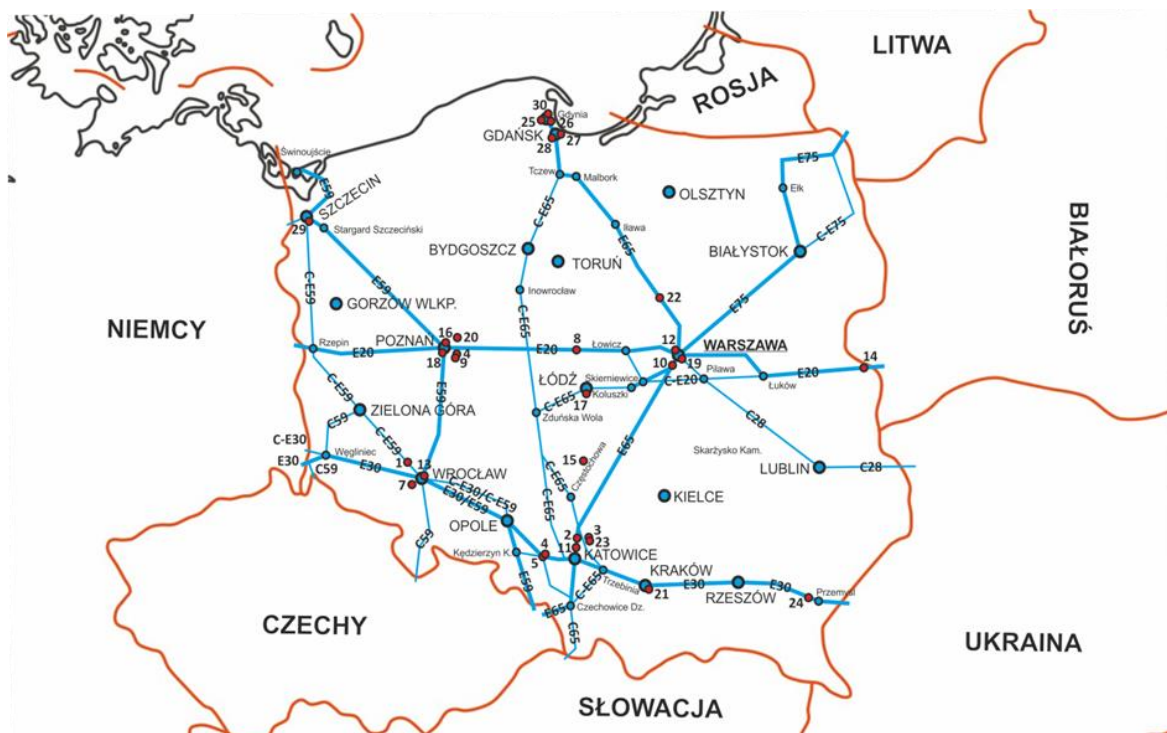 LITWA
ROSJA
30
Gdynia
25
26
GDAŃSK
27
28
Świnoujście
E59
Tczew
Malbork
E75
Ełk
OLSZTYN
SZCZECIN
29
Stargard Szczeciński
C-E65
Iława
E65
C-E75
BYDGOSZCZ
TORUŃ
BIAŁYSTOK
BIAŁORUŚ
C-E59
E59
GORZÓW WLKP.
Inowrocław
22
E75
NIEMCY
C-E65
16
20
POZNAŃ
4
18
9
Rzepin
E20
8
E20
Łowicz
12
WARSZAWA
10
19
14
E20
Pilawa
Łuków
C-E20
Skierniewice
ŁÓDŹ
Koluszki
17
C-E65
Zduńska Wola
C-E59
E59
ZIELONA GÓRA
C59
C-E59
C28
C-E30
E30
Węgliniec
C59
E30
1
13
WROCŁAW
7
C-E30/C-E59
E30/E59
15
Częstochowa
C-E65
C-E65
E65
Skarżysko Kam.
LUBLIN
C28
KIELCE
OPOLE
C59
Kędzierzyn K.
4
5
2
3
23
11
KATOWICE
E59
Trzebinia
KRAKÓW
21
E30
RZESZÓW
E30
24
Przemyśl
C-E65
E65
Czechowice Dz.
C65
CZECHY
SŁOWACJA
UKRAINA